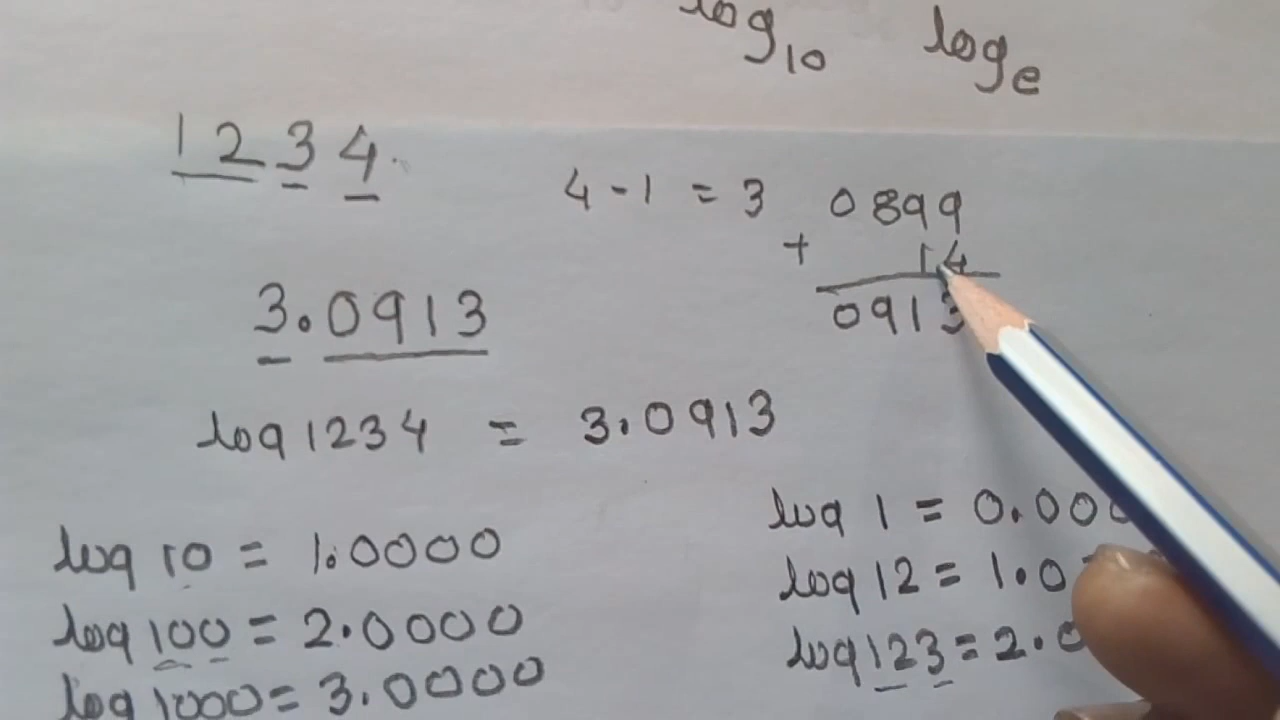 log10 loge
1234.
4 - 1 = 3 0899
+ 14
3.0913 0913
log 1234 = 3.0913
log 1 = 0.000
log 10 = 1.0000
log 12 = 1.0
log 100 = 2.0000
log 123 = 2.0
log 1000 = 3.0000